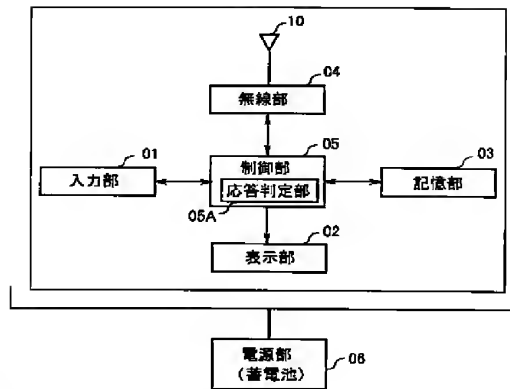 10
04
無線部
01
05
03
入力部
制御部
記憶部
応答判定部
05A
02
表示部
電源部
(蓄電池)
06